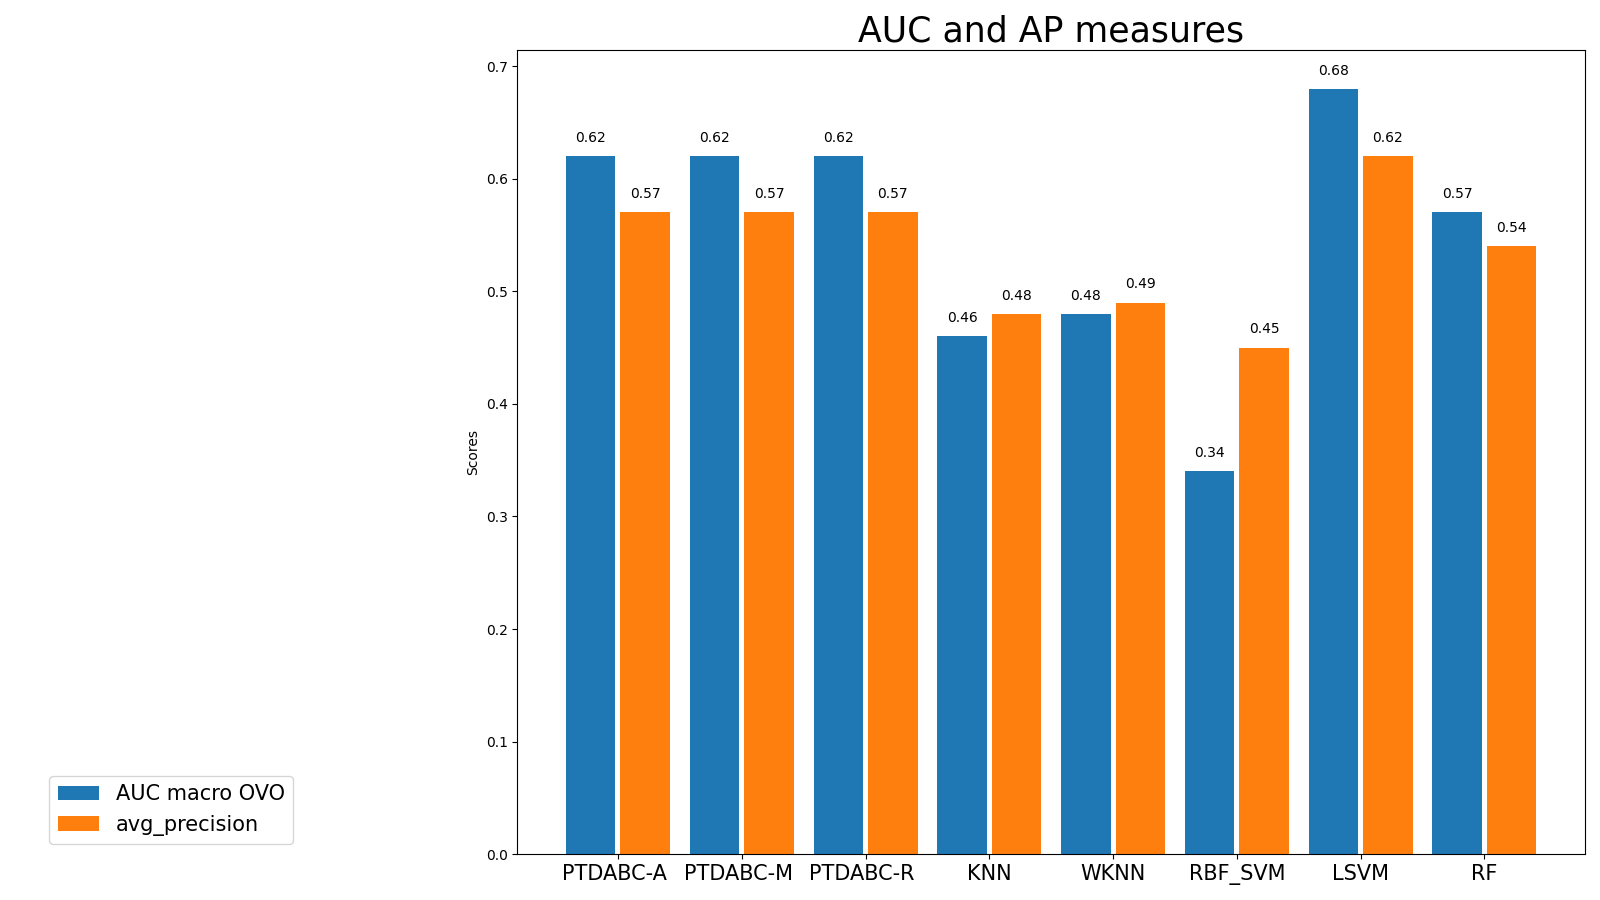 AUC and AP measures
0.7
0.6
0.5
0.4
0.3
0.2
0.1
0.0
Scores
0.62
0.57
0.62
0.57
0.62
0.57
0.46
0.48
0.48
0.49
0.34
0.45
0.68
0.62
0.57
0.54
PTDABC-A
PTDABC-M
PTDABC-R
KNN
WKNN
RBF_SVM
LSVM
RF
AUC macro OVO
avg_precision